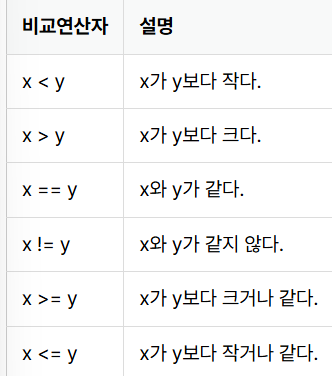 비교연산자 설명
x < y x가 y보다 작다.
x > y x가 y보다 크다.
x == y x와 y가 같다.
x != y x와 y가 같지 않다.
x >= y x가 y보다 크거나 같다.
x <= y x가 y보다 작거나 같다.